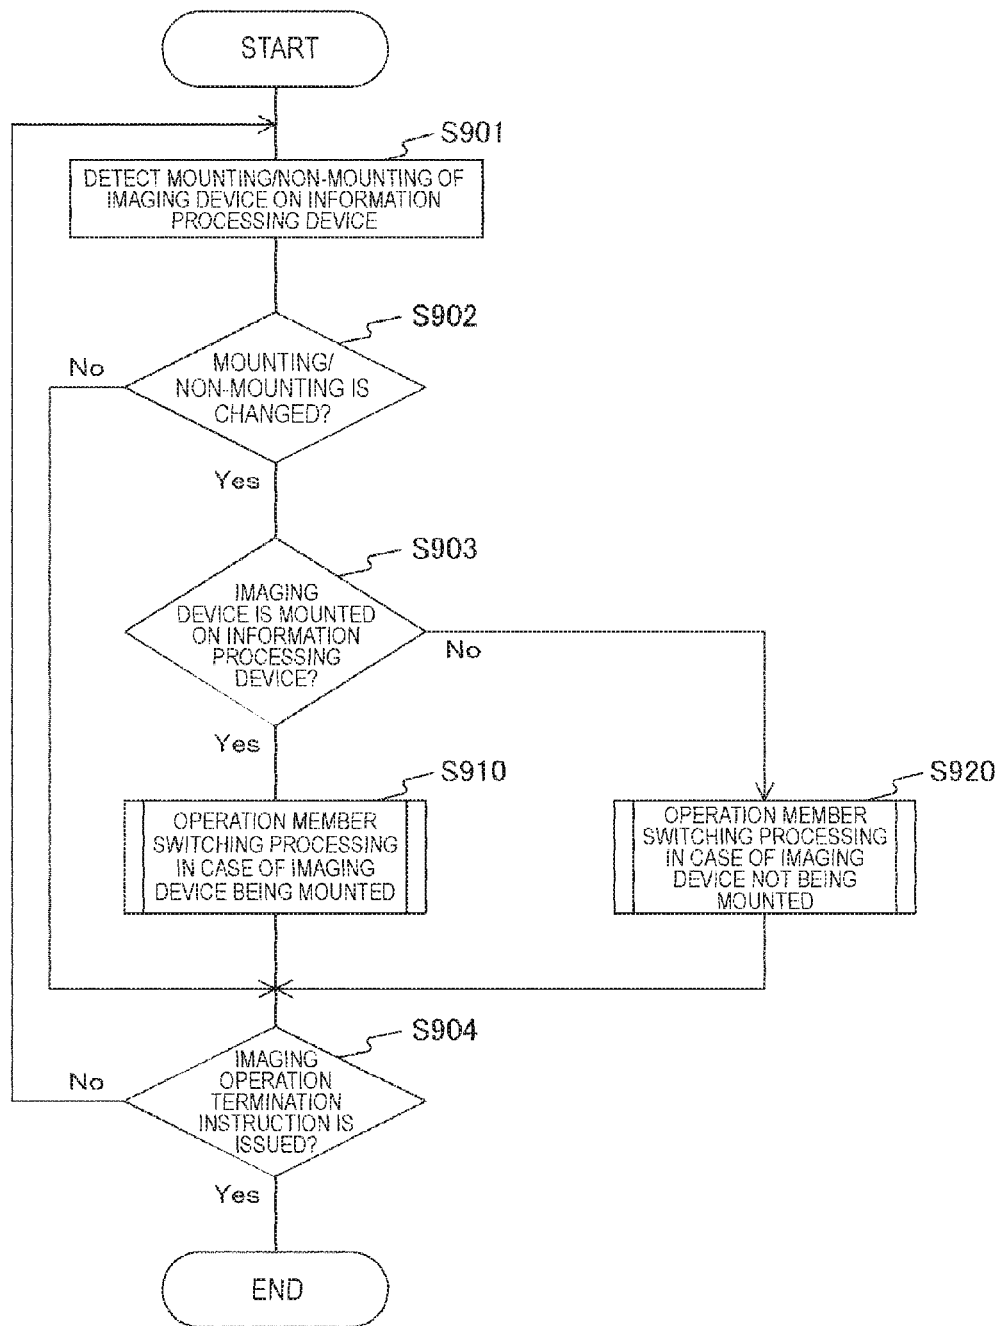 START
S901
DETECT MOUNTING/NON-MOUNTING OF
IMAGING DEVICE ON INFORMATION
PROCESSING DEVICE
S902
No
MOUNTING/
NON-MOUNTING IS
CHANGED?
Yes
S903
IMAGING
DEVICE IS MOUNTED
ON INFORMATION
PROCESSING
DEVICE?
No
Yes
S910
OPERATION MEMBER
SWITCHING PROCESSING
IN CASE OF IMAGING
DEVICE BEING MOUNTED
S920
OPERATION MEMBER
SWITCHING PROCESSING
IN CASE OF IMAGING
DEVICE NOT BEING
MOUNTED
S904
No
IMAGING
OPERATION
TERMINATION
INSTRUCTION IS
ISSUED?
Yes
END